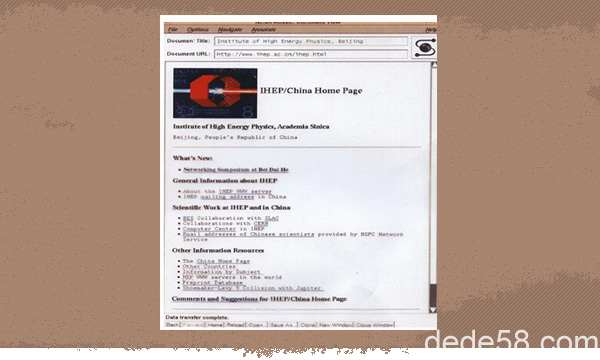 File Options Navigate Annotate Help
Document Title: Institute of High Energy Physics, Beijing
Document URL: http://www.ihep.ac.cn/ihep.html
IHEP/China Home Page
Institute of High Energy Physics, Academia Sinica
Beijing, People's Republic of China
What's New:
Networking Symposium at Bei Dai He
General Information about IHEP
About the IHEP WWW server
IHEP mailing address in China
Scientific Work at IHEP and in China
BES Collaboration with SLAC
Collaborations with CERN
Computer Center in IHEP
Email addresses of Chinese scientists provided by HEPC Network
Service
Other Information Resources
The China Home Page
Other Countries
Information by Subject
HEP WWW servers in the world
Preprint Database
Shoemaker-Levy 9 Collision with Jupiter
Comments and Suggestions for IHEP/China Home Page
Data transfer complete.
Back Home Reload Open... Save As... Clone New Window Close Window
dede58.com